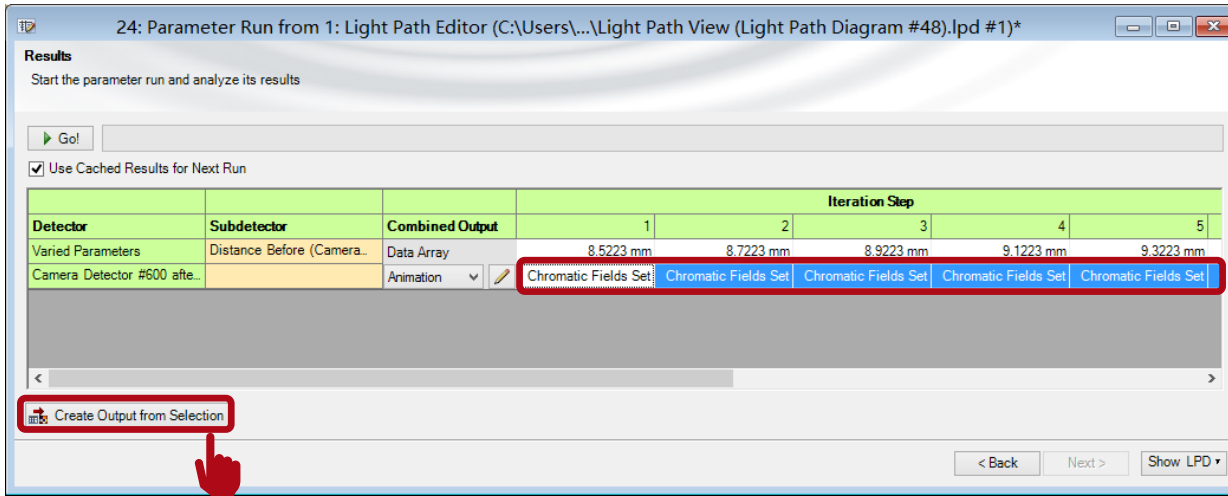 24: Parameter Run from 1: Light Path Editor (C:\Users\...\Light Path View (Light Path Diagram #48).lpd #1)*
Results
Start the parameter run and analyze its results
Go!
Use Cached Results for Next Run
Iteration Step
Detector Subdetector Combined Output 1 2 3 4 5
Varied Parameters Distance Before (Camera... Data Array 8.5223 mm 8.7223 mm 8.9223 mm 9.1223 mm 9.3223 mm
Camera Detector #600 afte... Animation Chromatic Fields Set Chromatic Fields Set Chromatic Fields Set Chromatic Fields Set Chromatic Fields Set
Create Output from Selection
< Back Next > Show LPD